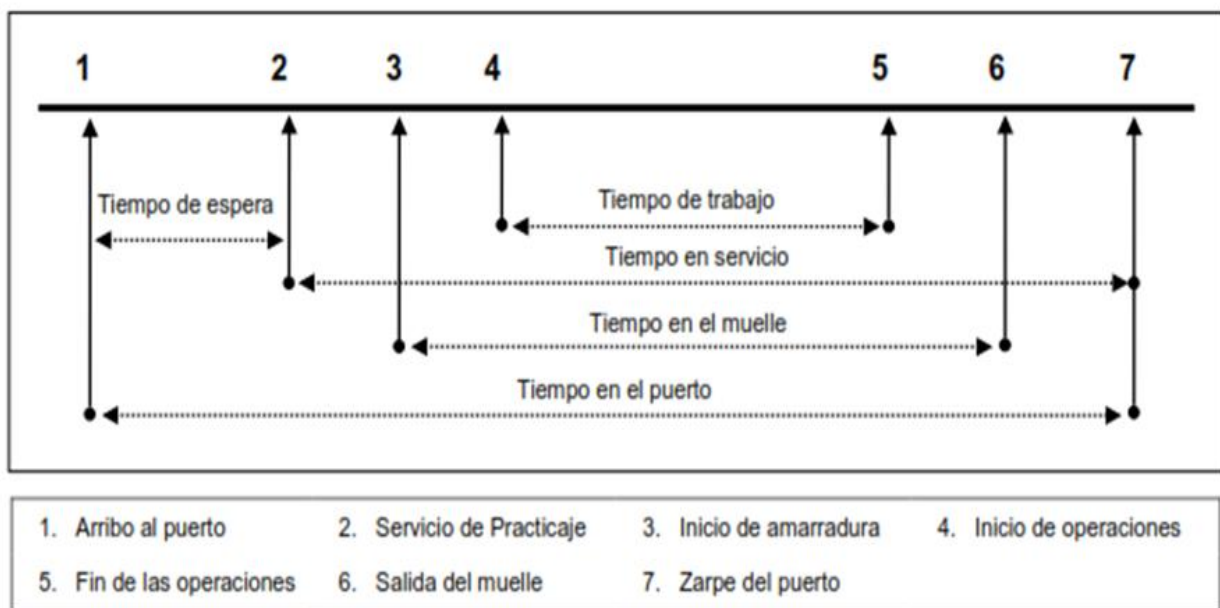 1 2 3 4 5 6 7
Tiempo de espera
Tiempo de trabajo
Tiempo en servicio
Tiempo en el muelle
Tiempo en el puerto
1. Arribo al puerto 2. Servicio de Practicaje 3. Inicio de amarradura 4. Inicio de operaciones
5. Fin de las operaciones 6. Salida del muelle 7. Zarpe del puerto